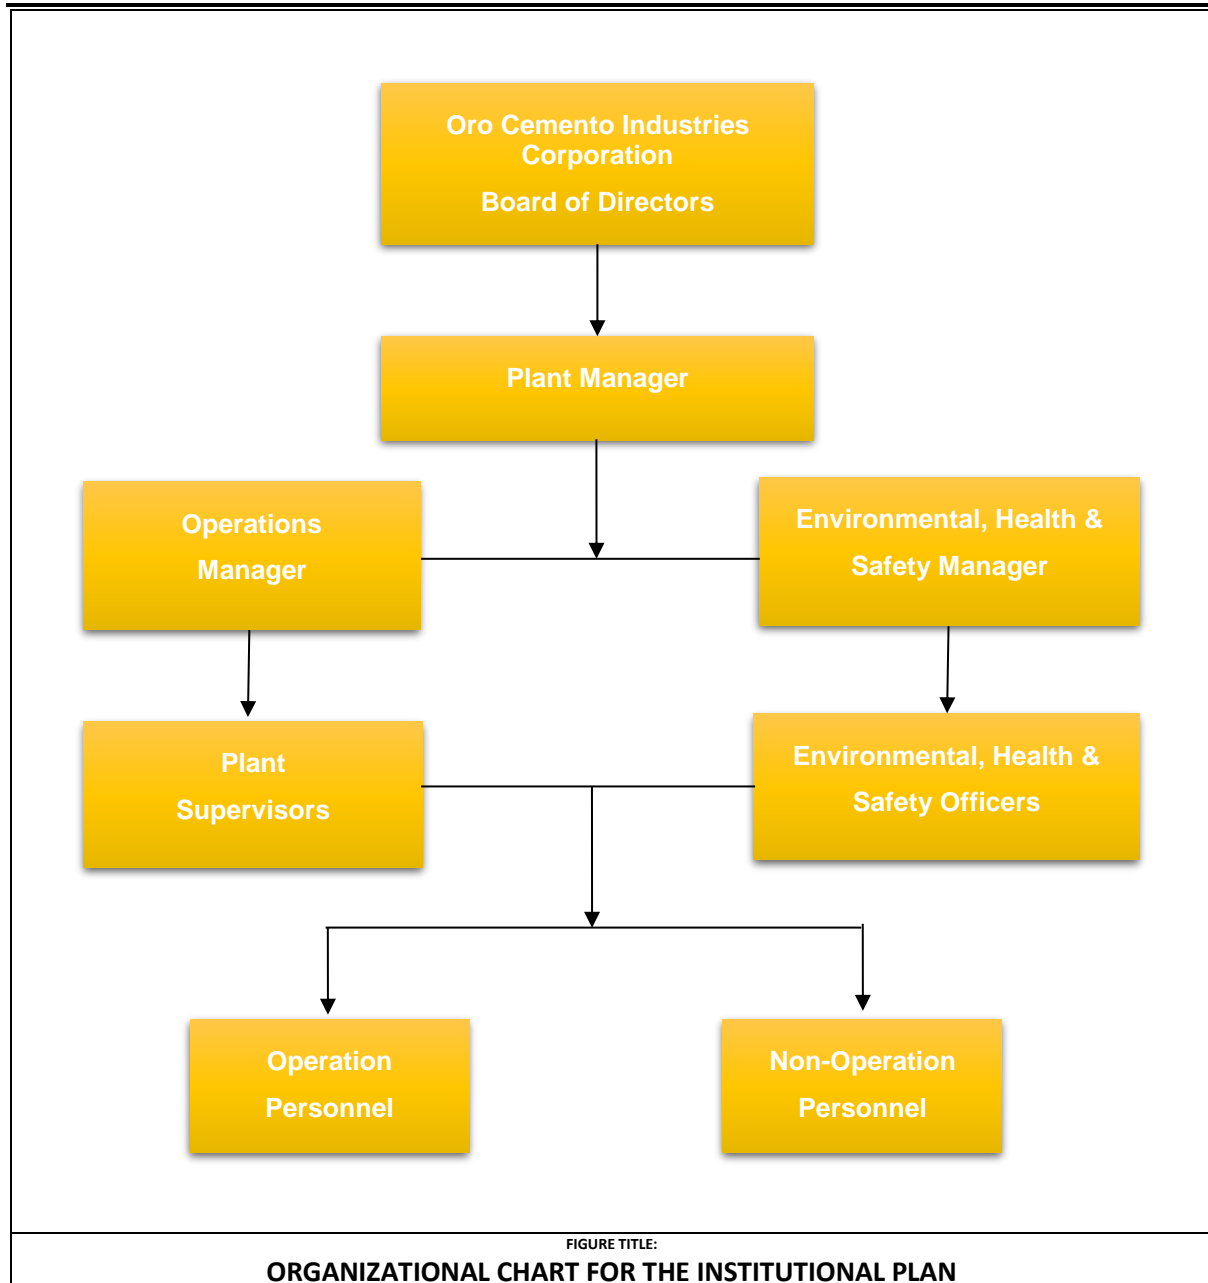 Oro Cemento Industries
Corporation
Board of Directors
Plant Manager
Operations
Manager
Environmental, Health &
Safety Manager
Plant
Supervisors
Environmental, Health &
Safety Officers
Operation
Personnel
Non-Operation
Personnel
FIGURE TITLE:
ORGANIZATIONAL CHART FOR THE INSTITUTIONAL PLAN